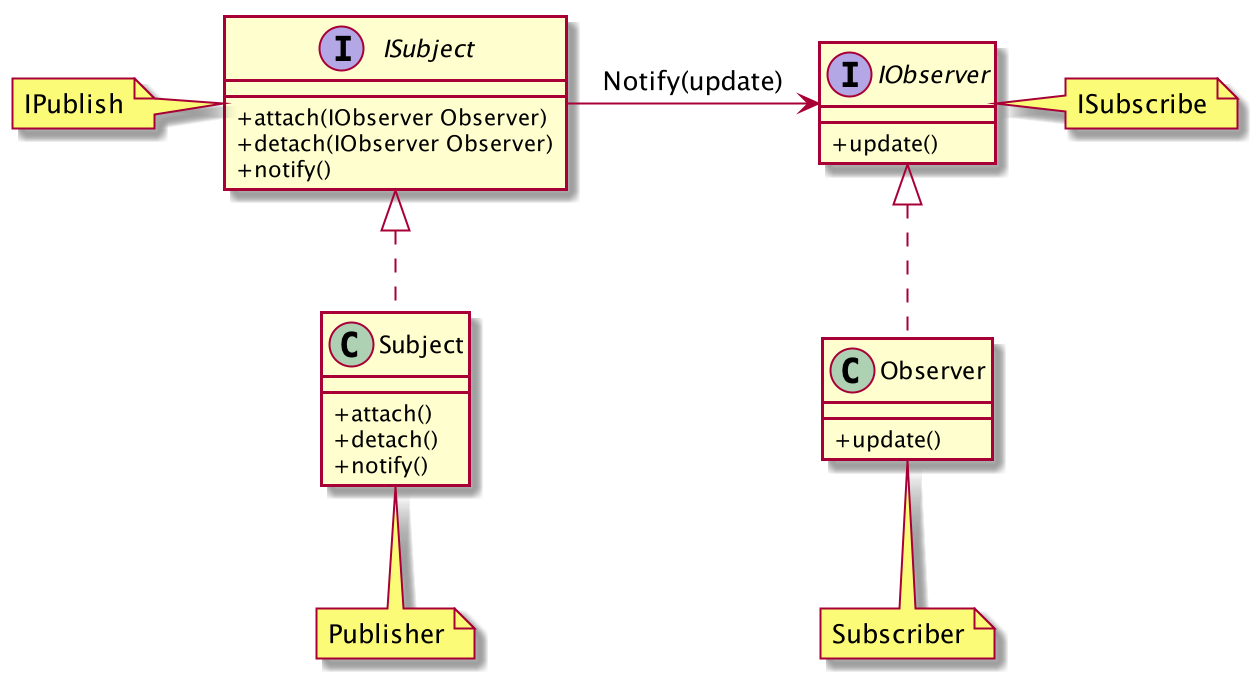 I ISubject
+attach(IObserver Observer)
+detach(IObserver Observer)
+notify()
IPublish
Notify(update)
I IObserver
+update()
ISubscribe
C Subject
+attach()
+detach()
+notify()
C Observer
+update()
Publisher
Subscriber